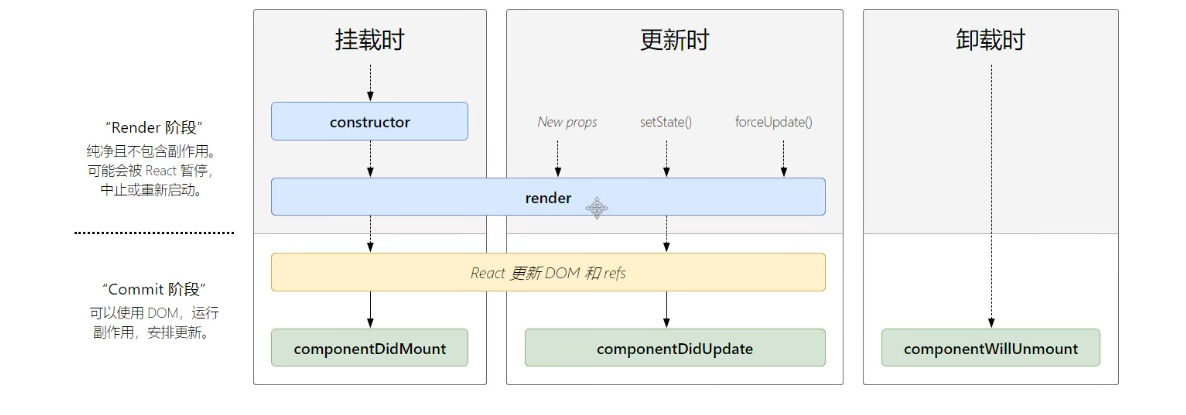 挂载时
更新时
卸载时
“Render 阶段”
纯净且不包含副作用。
可能会被 React 暂停，
中止或重新启动。
constructor
New props
setState()
forceUpdate()
render
React 更新 DOM 和 refs
“Commit 阶段”
可以使用 DOM，运行
副作用，安排更新。
componentDidMount
componentDidUpdate
componentWillUnmount